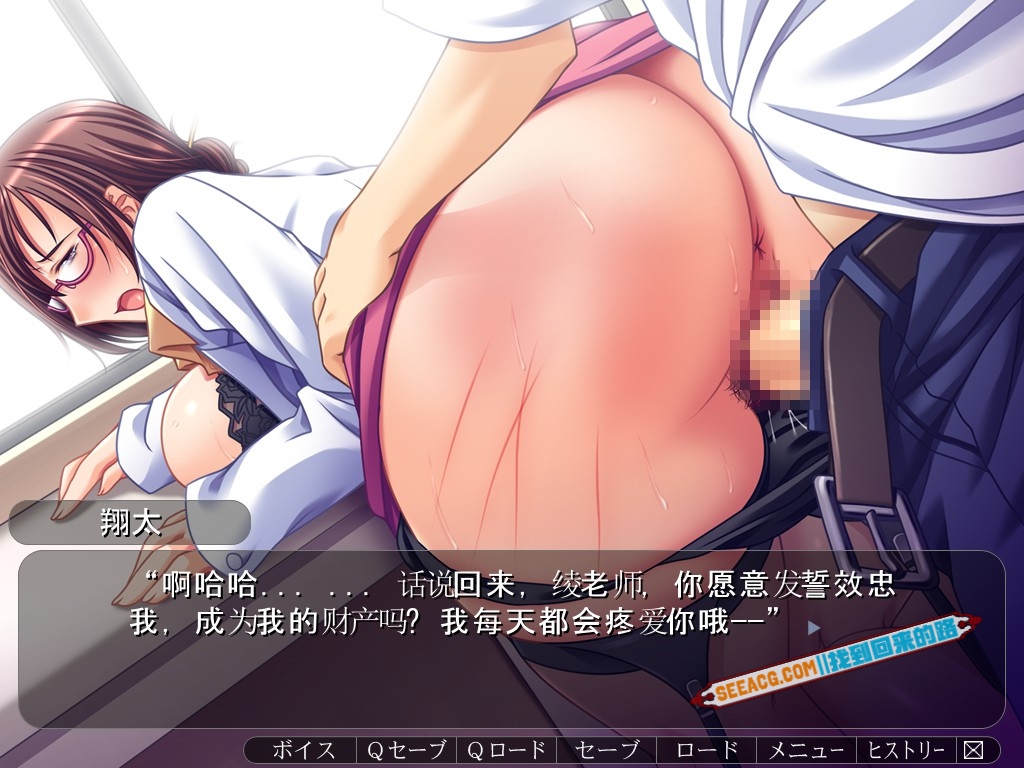 翔太
“啊哈哈... ... 话说回来, 绫老师, 你愿意发誓效忠
我, 成为我的财产吗? 我每天都会疼爱你哦--”
SEEACG.COM||找到回来的路
ボイス Qセーブ Qロード セーブ ロード メニュー ヒストリー